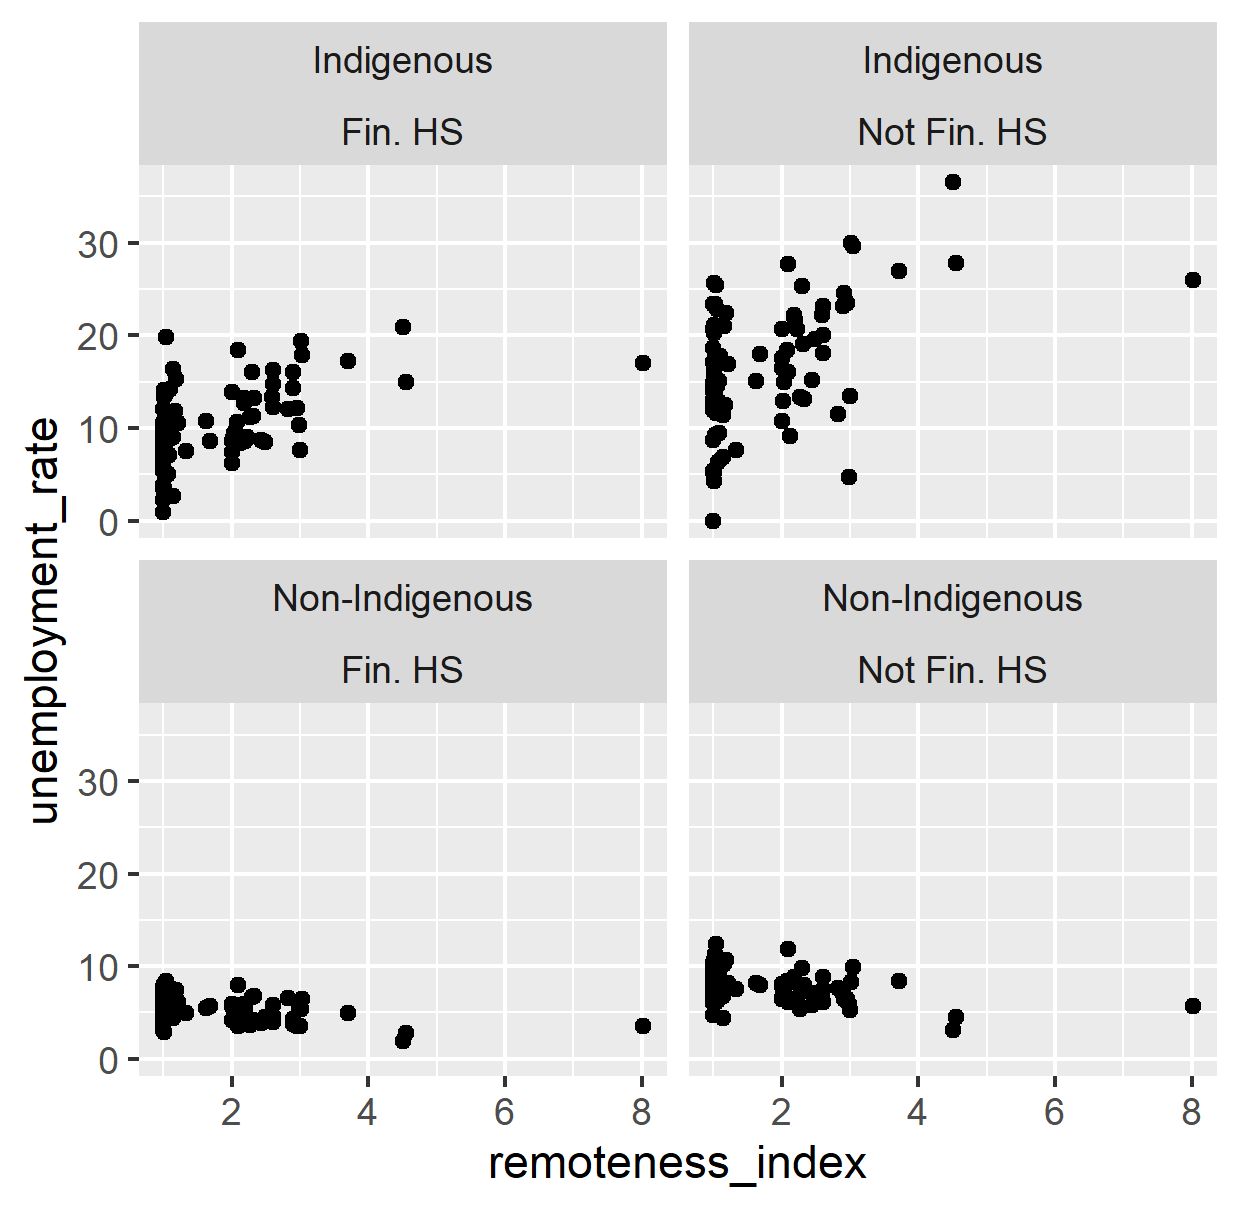 Indigenous
Fin. HS
Indigenous
Not Fin. HS
30
20
10
0
Non-Indigenous
Fin. HS
Non-Indigenous
Not Fin. HS
30
20
10
0
unemployment_rate
2 4 6 8
2 4 6 8
remoteness_index